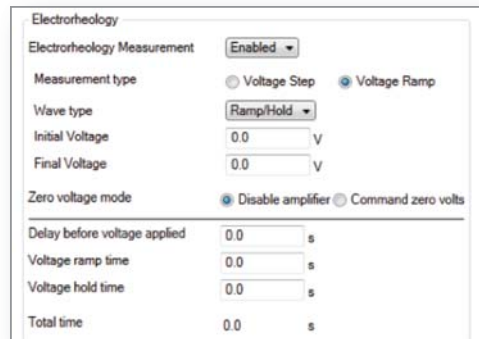 Electrorheology
Electrorheology Measurement Enabled
Measurement type Voltage Step Voltage Ramp
Wave type Ramp/Hold
Initial Voltage 0.0 V
Final Voltage 0.0 V
Zero voltage mode Disable amplifier Command zero volts
Delay before voltage applied 0.0 s
Voltage ramp time 0.0 s
Voltage hold time 0.0 s
Total time 0.0 s